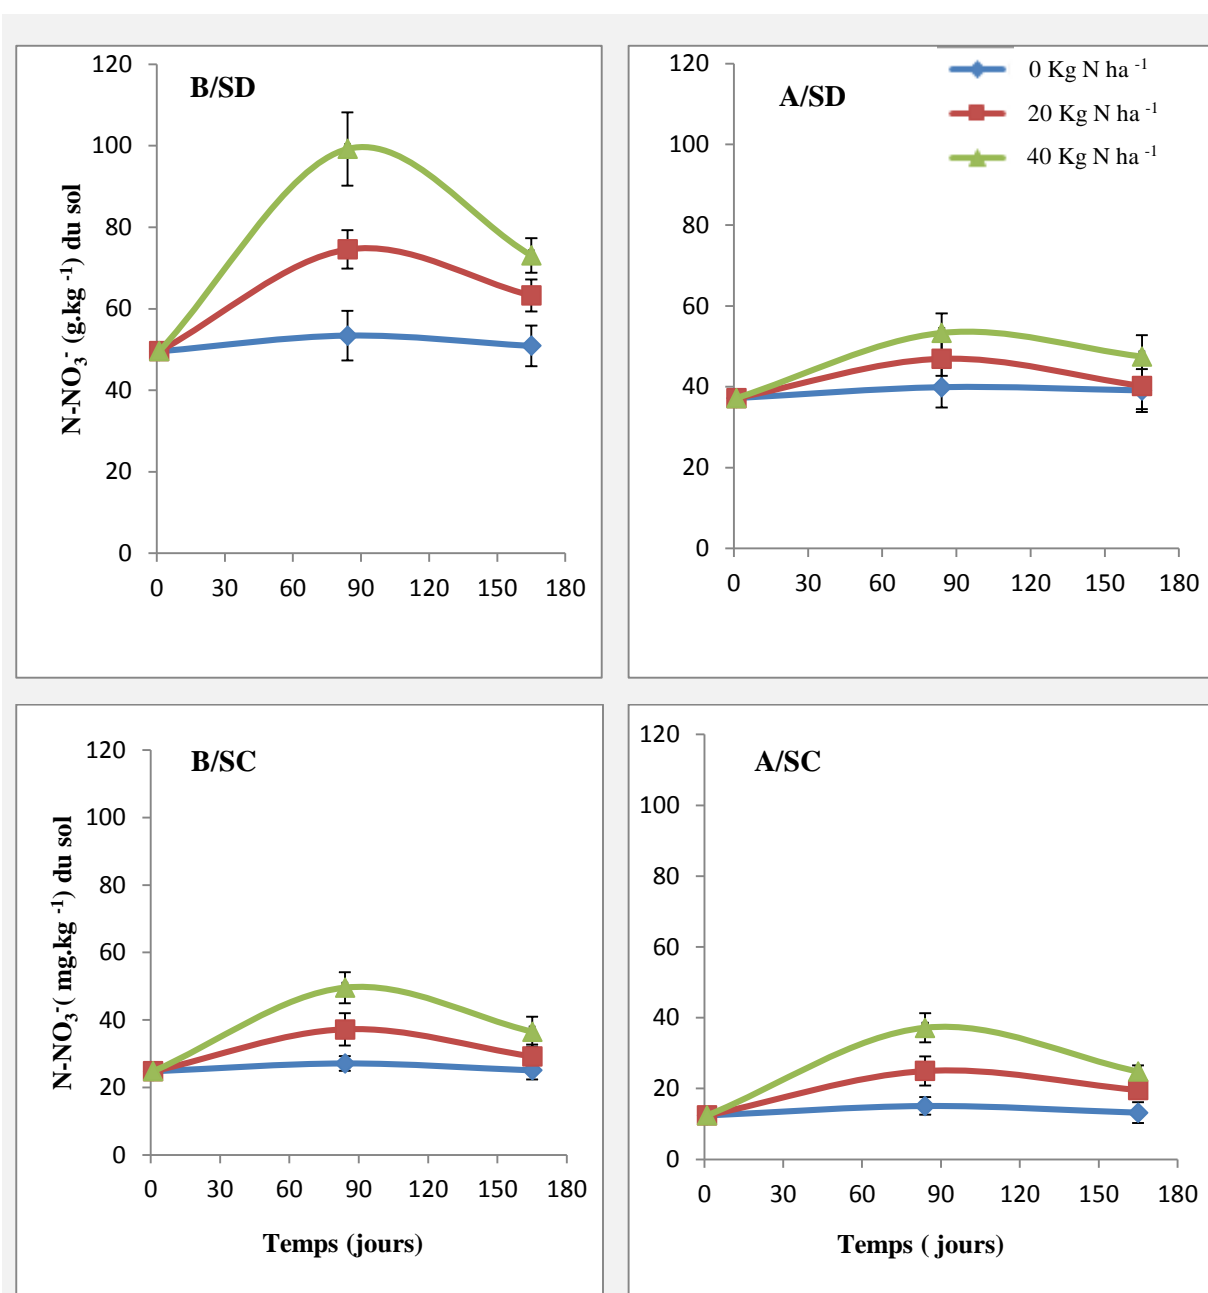 B/SD
120
100
80
60
40
20
0
0 30 60 90 120 150 180
N-NO3- (g.kg -1) du sol
A/SD
0 Kg N ha -1
20 Kg N ha -1
40 Kg N ha -1
120
100
80
60
40
20
0
0 30 60 90 120 150 180
B/SC
120
100
80
60
40
20
0
0 30 60 90 120 150 180
N-NO3-( mg.kg -1) du sol
Temps (jours)
A/SC
120
100
80
60
40
20
0
0 30 60 90 120 150 180
Temps ( jours)